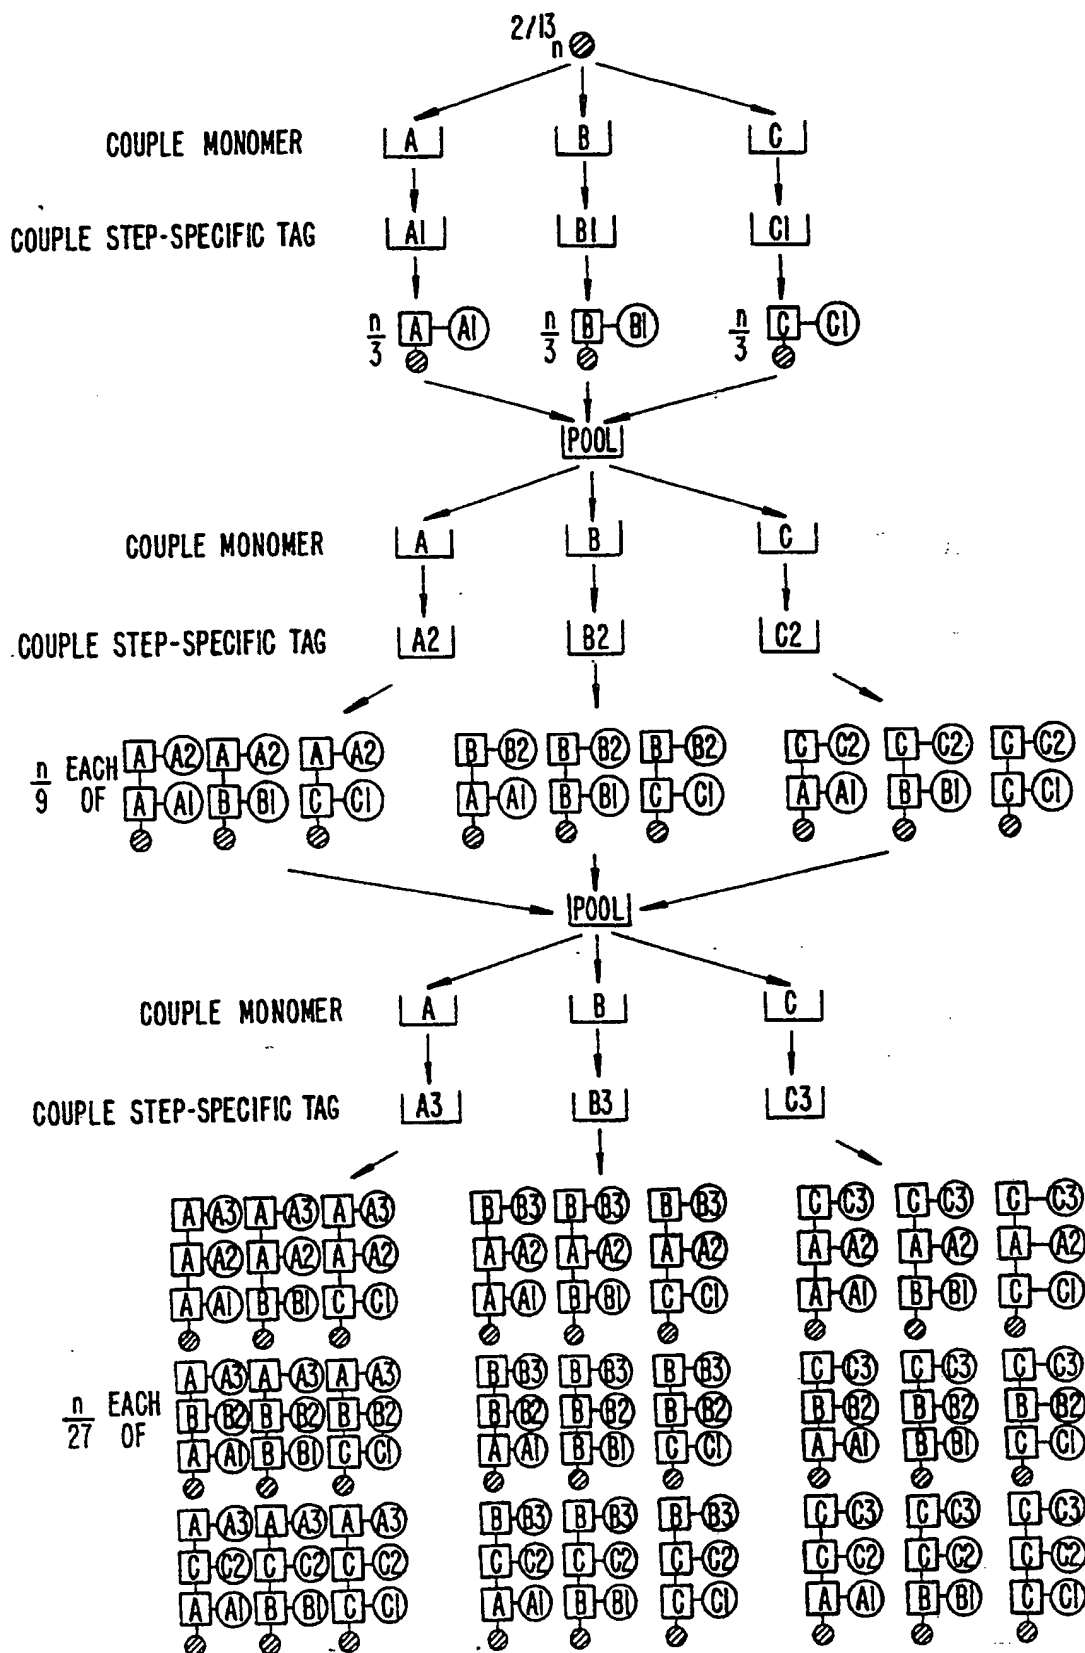 2/13
n
COUPLE MONOMER A B C
COUPLE STEP-SPECIFIC TAG A1 B1 C1
n/3 A A1 n/3 B B1 n/3 C C1
POOL
COUPLE MONOMER A B C
COUPLE STEP-SPECIFIC TAG A2 B2 C2
n/9 EACH OF
A A2 A A2 A A2 B B2 B B2 B B2 C C2 C C2 C C2
A A1 B B1 C C1 A A1 B B1 C C1 A A1 B B1 C C1
POOL
COUPLE MONOMER A B C
COUPLE STEP-SPECIFIC TAG A3 B3 C3
A A3 A A3 A A3 B B3 B B3 B B3 C C3 C C3 C C3
A A2 A A2 A A2 A A2 A A2 A A2 A A2 A A2 A A2
A A1 B B1 C C1 A A1 B B1 C C1 A A1 B B1 C C1
n/27 EACH OF
A A3 A A3 A A3 B B3 B B3 B B3 C C3 C C3 C C3
B B2 B B2 B B2 B B2 B B2 B B2 B B2 B B2 B B2
A A1 B B1 C C1 A A1 B B1 C C1 A A1 B B1 C C1
A A3 A A3 A A3 B B3 B B3 B B3 C C3 C C3 C C3
C C2 C C2 C C2 C C2 C C2 C C2 C C2 C C2 C C2
A A1 B B1 C C1 A A1 B B1 C C1 A A1 B B1 C C1